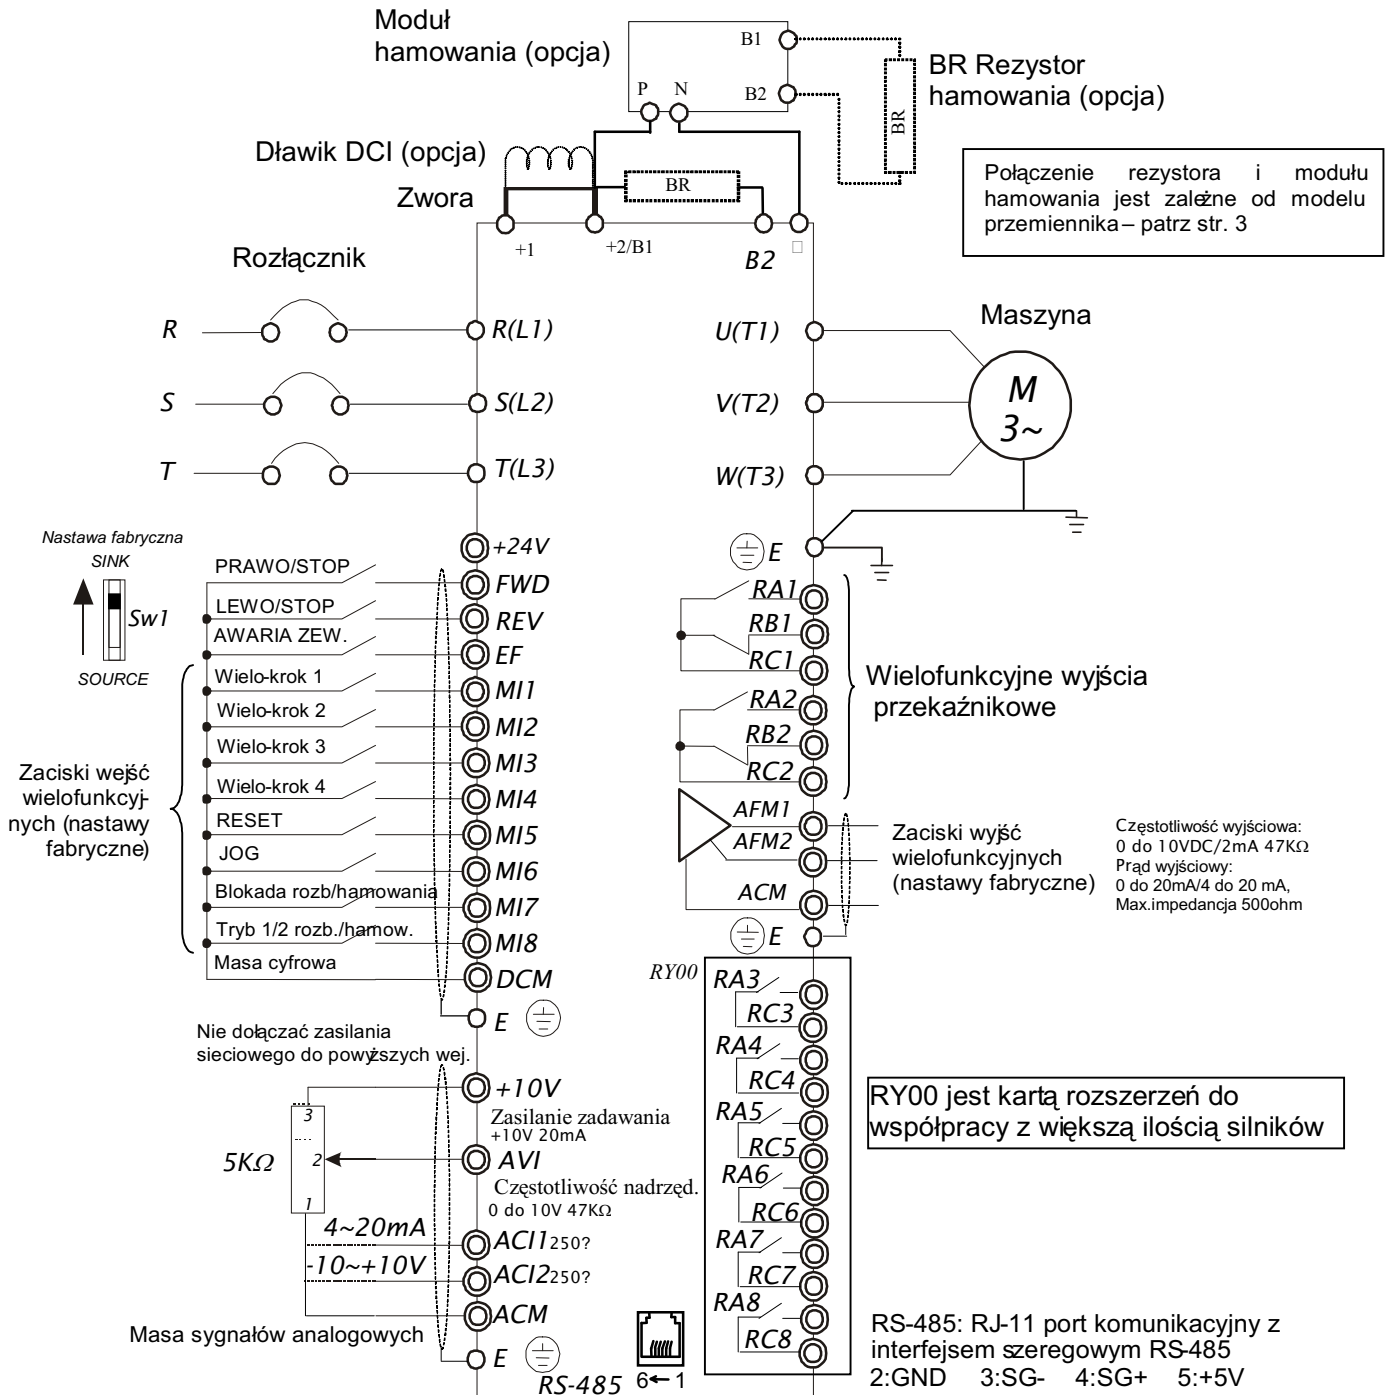 Moduł
hamowania (opcja)
B1
P N
B2
BR
BR Rezystor
hamowania (opcja)
Dławik DCI (opcja)
BR
Zwora
Połączenie rezystora i modułu
hamowania jest zależne od modelu
przemiennika – patrz str. 3
+1
+2/B1
B2
Rozłącznik
R
R(L1)
U(T1)
Maszyna
S
S(L2)
V(T2)
M
3~
T
T(L3)
W(T3)
Nastawa fabryczna
SINK
Sw1
SOURCE
+24V
E
PRAWO/STOP
FWD
LEWO/STOP
REV
AWARIA ZEW.
EF
Wielo-krok 1
MI1
Wielo-krok 2
MI2
Wielo-krok 3
MI3
Wielo-krok 4
MI4
RESET
MI5
JOG
MI6
Blokada rozb/hamowania
MI7
Tryb 1/2 rozb./hamow.
MI8
Masa cyfrowa
DCM
E
Zaciski wejść
wielofunkcyj-
nych (nastawy
fabryczne)
RA1
RB1
RC1
RA2
RB2
RC2
Wielofunkcyjne wyjścia
przekaźnikowe
AFM1
AFM2
ACM
E
Zaciski wyjść
wielofunkcyjnych
(nastawy fabryczne)
Częstotliwość wyjściowa:
0 do 10VDC/2mA 47KΩ
Prąd wyjściowy:
0 do 20mA/4 do 20 mA,
Max.impedancja 500ohm
Nie dołączać zasilania
sieciowego do powyższych wej.
+10V
Zasilanie zadawania
+10V 20mA
3
5KΩ
2
1
AVI
Częstotliwość nadrzęd.
0 do 10V 47KΩ
4~20mA
ACI1 250?
-10~+10V
ACI2 250?
ACM
Masa sygnałów analogowych
E
RS-485
6←1
RY00
RA3
RC3
RA4
RC4
RA5
RC5
RA6
RC6
RA7
RC7
RA8
RC8
RY00 jest kartą rozszerzeń do
współpracy z większą ilością silników
RS-485: RJ-11 port komunikacyjny z
interfejsem szeregowym RS-485
2:GND 3:SG- 4:SG+ 5:+5V